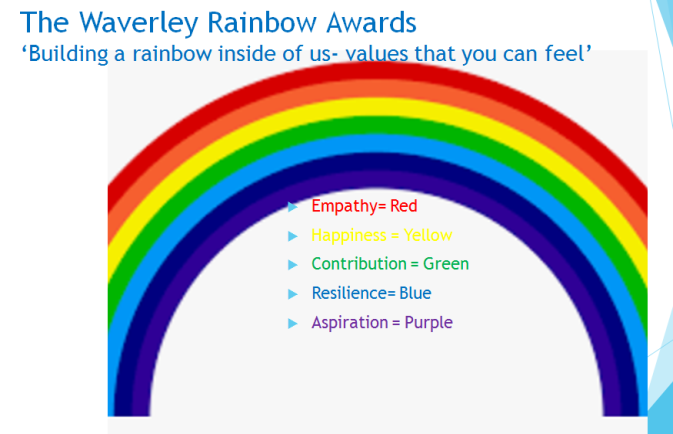 The Waverley Rainbow Awards
‘Building a rainbow inside of us- values that you can feel’
Empathy= Red
Happiness = Yellow
Contribution = Green
Resilience= Blue
Aspiration = Purple